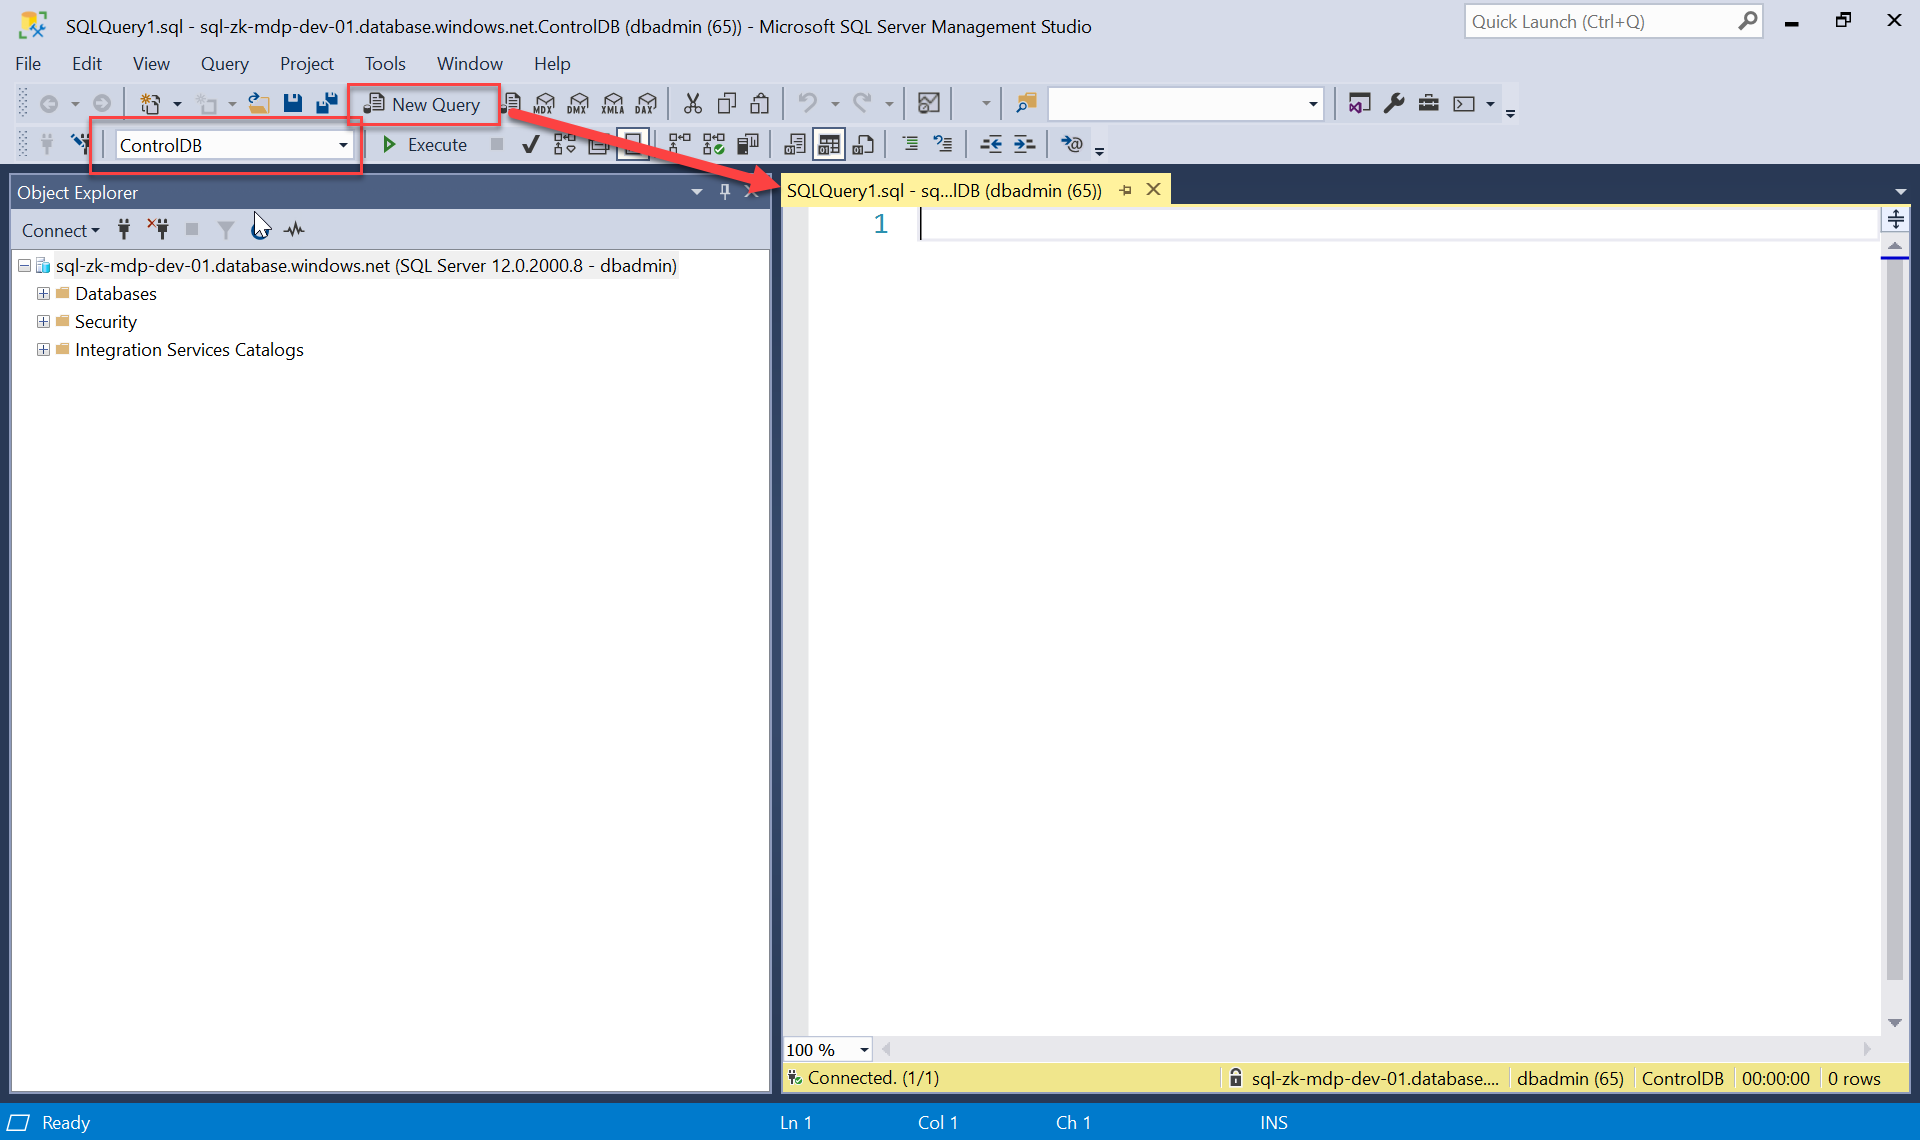 SQLQuery1.sql - sql-zk-mdp-dev-01.database.windows.net.ControlDB (dbadmin (65)) - Microsoft SQL Server Management Studio
Quick Launch (Ctrl+Q)
File Edit View Query Project Tools Window Help
New Query MDX DMX XMLA DAX
ControlDB Execute
Object Explorer
SQLQuery1.sql - sq...lDB (dbadmin (65))
Connect
1
sql-zk-mdp-dev-01.database.windows.net (SQL Server 12.0.2000.8 - dbadmin)
Databases
Security
Integration Services Catalogs
100 %
Connected. (1/1) sql-zk-mdp-dev-01.database.... dbadmin (65) ControlDB 00:00:00 0 rows
Ready Ln 1 Col 1 Ch 1 INS